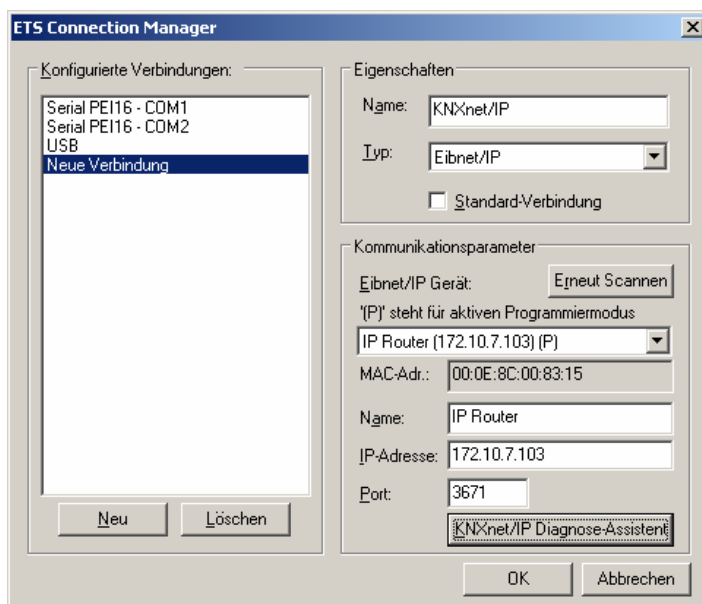 ETS Connection Manager
Konfigurierte Verbindungen:
Serial PEI16 - COM1
Serial PEI16 - COM2
USB
Neue Verbindung
Neu
Löschen
Eigenschaften
Name:
KNXnet/IP
Typ:
Eibnet/IP
Standard-Verbindung
Kommunikationsparameter
Eibnet/IP Gerät:
Erneut Scannen
'(P)' steht für aktiven Programmiermodus
IP Router (172.10.7.103) (P)
MAC-Adr.:
00:0E:8C:00:83:15
Name:
IP Router
IP-Adresse:
172.10.7.103
Port:
3671
KNXnet/IP Diagnose-Assistent
OK
Abbrechen